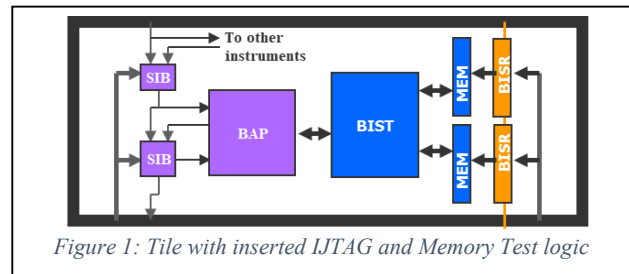 To other
instruments
SIB
BAP
BIST
MEM
BISR
SIB
MEM
BISR
Figure 1: Tile with inserted IJTAG and Memory Test logic